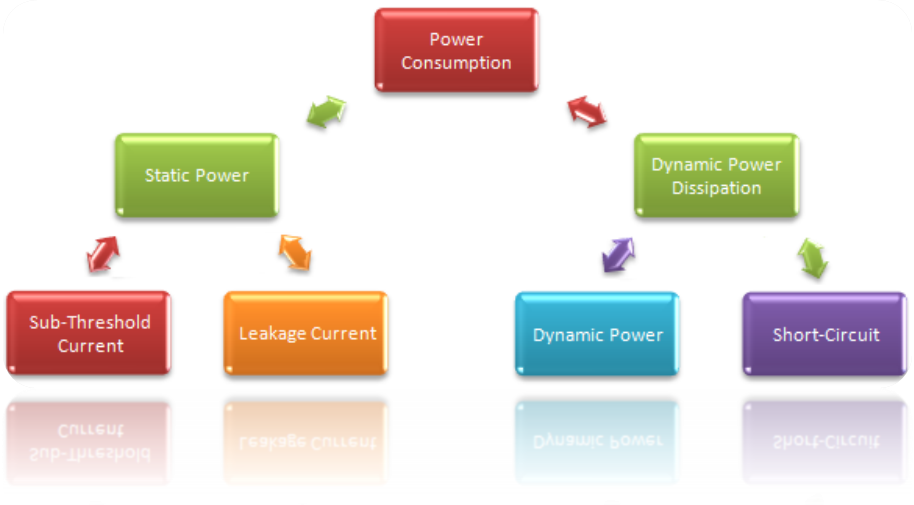 Power
Consumption
Static Power
Dynamic Power
Dissipation
Sub-Threshold
Current
Leakage Current
Dynamic Power
Short-Circuit